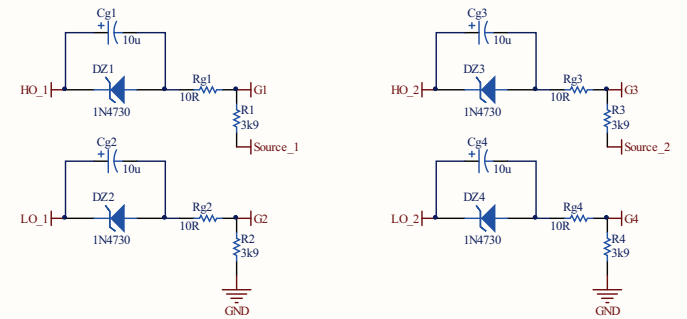 Cg1
+
10u
DZ1
HO_1
1N4730
Rg1
10R
G1
R1
3k9
Source_1
Cg2
+
10u
DZ2
LO_1
1N4730
Rg2
10R
G2
R2
3k9
GND
Cg3
+
10u
DZ3
HO_2
1N4730
Rg3
10R
G3
R3
3k9
Source_2
Cg4
+
10u
DZ4
LO_2
1N4730
Rg4
10R
G4
R4
3k9
GND